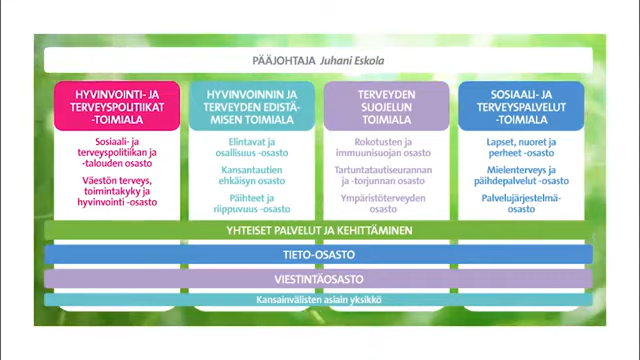 PÄÄJOHTAJA Juhani Eskola
HYVINVOINTI- JA
TERVEYSPOLITIIKAT
-TOIMIALA
Sosiaali- ja
terveyspolitiikan ja
-talouden osasto
Väestön terveys,
toimintakyky ja
hyvinvointi -osasto
HYVINVOINNIN JA
TERVEYDEN EDISTÄ-
MISEN TOIMIALA
Elintavat ja
osallisuus -osasto
Kansantautien
ehkäisyn osasto
Päihteet ja
riippuvuus -osasto
TERVEYDEN
SUOJELUN
TOIMIALA
Rokotusten ja
immuunisuojan osasto
Tartuntatautiseurannan
ja -torjunnan osasto
Ympäristöterveyden
osasto
SOSIAALI- JA
TERVEYSPALVELUT
-TOIMIALA
Lapset, nuoret ja
perheet -osasto
Mielenterveys ja
päihdepalvelut -osasto
Palvelujärjestelmä-
osasto
YHTEISET PALVELUT JA KEHITTÄMINEN
TIETO-OSASTO
VIESTINTÄOSASTO
Kansainvälisten asiain yksikkö